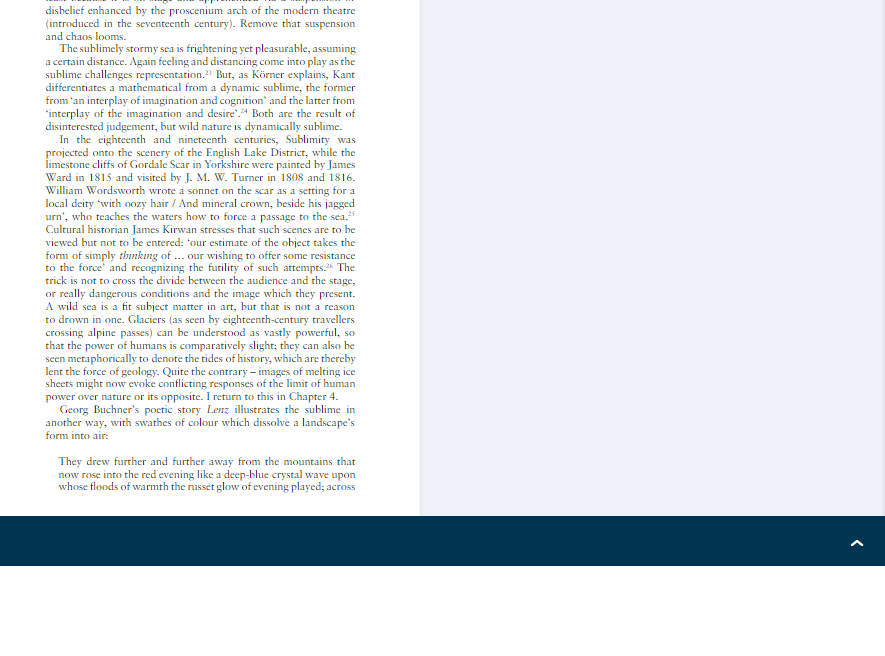 disbelief enhanced by the proscenium arch of the modern theatre
(introduced in the seventeenth century). Remove that suspension
and chaos looms.
The sublimely stormy sea is frightening yet pleasurable, assuming
a certain distance. Again feeling and distancing come into play as the
sublime challenges representation.²³ But, as Körner explains, Kant
differentiates a mathematical from a dynamic sublime, the former
from ‘an interplay of imagination and cognition’ and the latter from
‘interplay of the imagination and desire’.²⁴ Both are the result of
disinterested judgement, but wild nature is dynamically sublime.
In the eighteenth and nineteenth centuries, Sublimity was
projected onto the scenery of the English Lake District, while the
limestone cliffs of Gordale Scar in Yorkshire were painted by James
Ward in 1815 and visited by J. M. W. Turner in 1808 and 1816.
William Wordsworth wrote a sonnet on the scar as a setting for a
local deity ‘with oozy hair / And mineral crown, beside his jagged
urn’, who teaches the waters how to force a passage to the sea.²⁵
Cultural historian James Kirwan stresses that such scenes are to be
viewed but not to be entered: ‘our estimate of the object takes the
form of simply thinking of … our wishing to offer some resistance
to the force’ and recognizing the futility of such attempts.²⁶ The
trick is not to cross the divide between the audience and the stage,
or really dangerous conditions and the image which they present.
A wild sea is a fit subject matter in art, but that is not a reason
to drown in one. Glaciers (as seen by eighteenth-century travellers
crossing alpine passes) can be understood as vastly powerful, so
that the power of humans is comparatively slight; they can also be
seen metaphorically to denote the tides of history, which are thereby
lent the force of geology. Quite the contrary – images of melting ice
sheets might now evoke conflicting responses of the limit of human
power over nature or its opposite. I return to this in Chapter 4.
Georg Buchner’s poetic story Lenz illustrates the sublime in
another way, with swathes of colour which dissolve a landscape’s
form into air:
They drew further and further away from the mountains that
now rose into the red evening like a deep-blue crystal wave upon
whose floods of warmth the russet glow of evening played; across